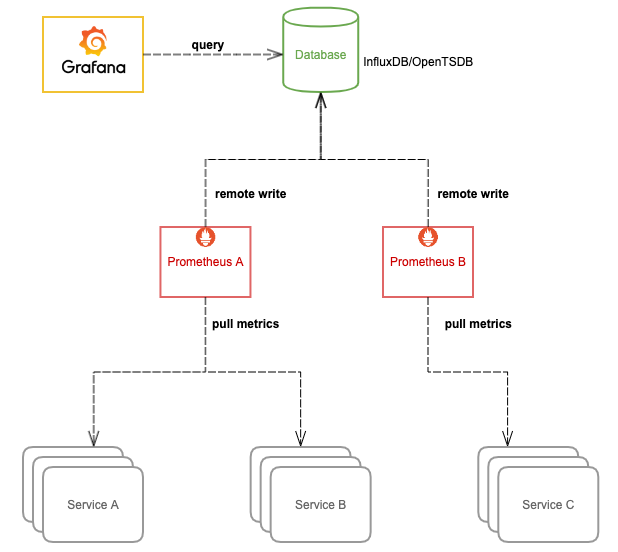 Grafana
query
Database
InfluxDB/OpenTSDB
remote write
remote write
Prometheus A
Prometheus B
pull metrics
pull metrics
Service A
Service B
Service C